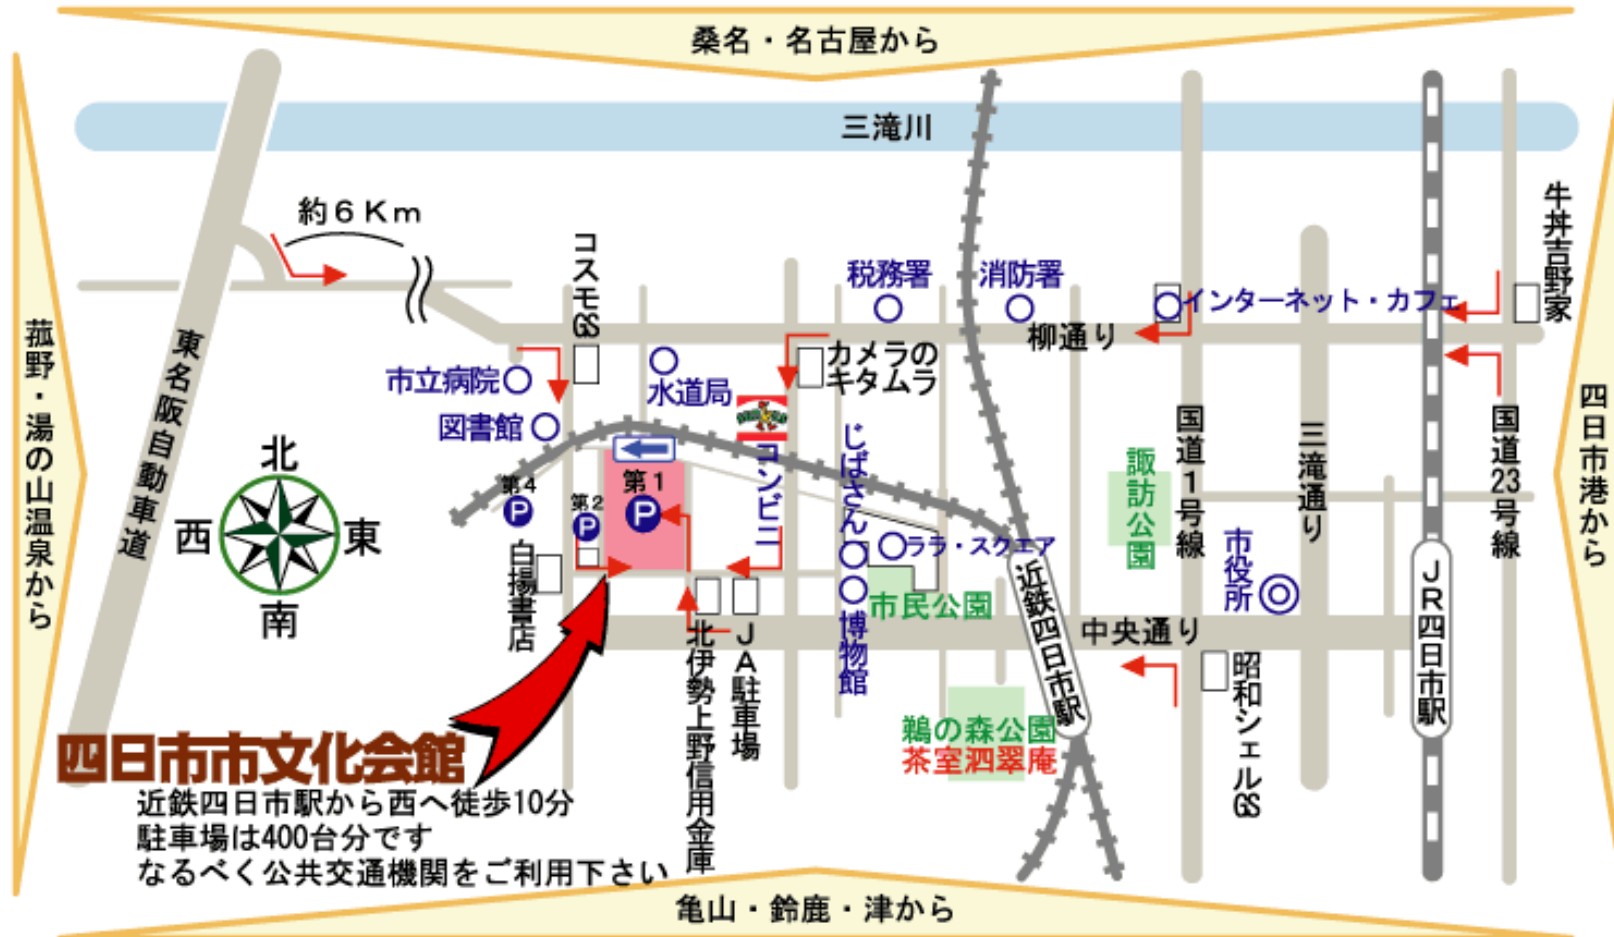 桑名・名古屋から
三滝川
約６Ｋｍ
コスモGS
税務署
消防署
インターネット・カフェ
牛丼吉野家
菰野・湯の山温泉から
東名阪自動車道
柳通り
カメラの
キタムラ
市立病院
水道局
図書館
四日市港から
国道1号線
三滝通り
国道23号線
諏訪公園
北
西
東
南
第4
P
第2
P
第1
P
コンビニ
じばさん
ララ・スクエア
市役所
白揚書店
市民公園
近鉄四日市駅
ＪＲ四日市駅
中央通り
博物館
北伊勢上野信用金庫
ＪＡ駐車場
昭和シェルGS
鵜の森公園
茶室泗翠庵
四日市市文化会館
近鉄四日市駅から西へ徒歩10分
駐車場は400台分です
なるべく公共交通機関をご利用下さい
亀山・鈴鹿・津から